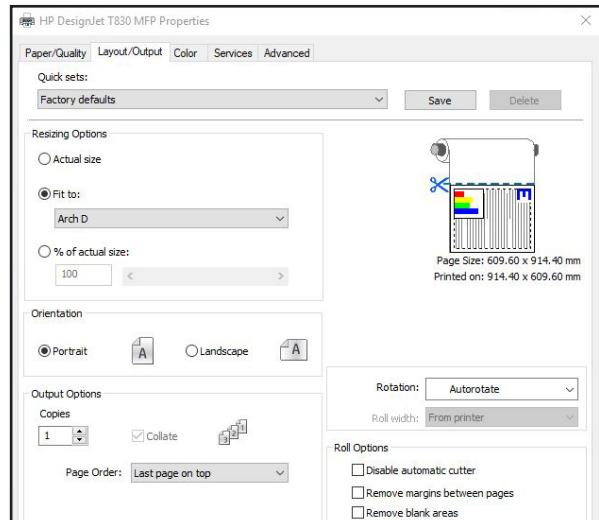 HP DesignJet T830 MFP Properties
Paper/Quality Layout/Output Color Services Advanced
Quick sets:
Factory defaults
Save Delete
Resizing Options
Actual size
Fit to:
Arch D
% of actual size:
100
E
Page Size: 609.60 x 914.40 mm
Printed on: 914.40 x 609.60 mm
Orientation
Portrait A Landscape A
Rotation: Autorotate
Roll width: From printer
Output Options
Copies
1 Collate 3 2 1
Page Order: Last page on top
Roll Options
Disable automatic cutter
Remove margins between pages
Remove blank areas